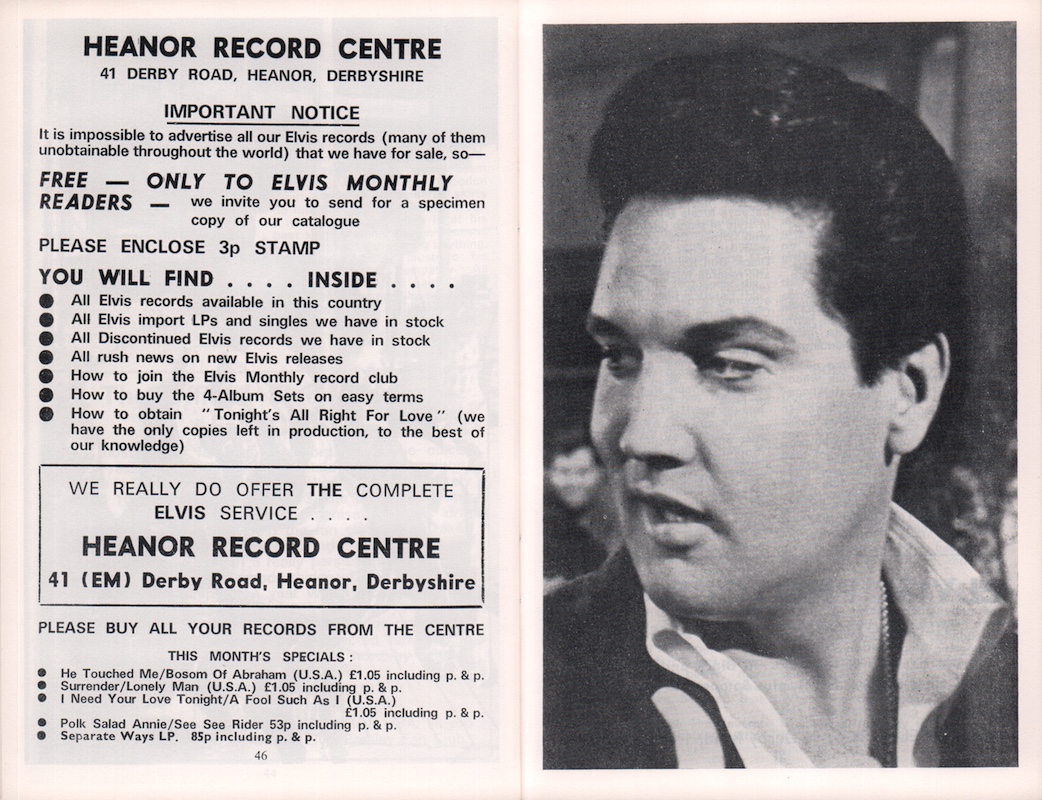 HEANOR RECORD CENTRE
41 DERBY ROAD, HEANOR, DERBYSHIRE
IMPORTANT NOTICE
It is impossible to advertise all our Elvis records (many of them
unobtainable throughout the world) that we have for sale, so—
FREE — ONLY TO ELVIS MONTHLY
READERS — we invite you to send for a specimen
copy of our catalogue
PLEASE ENCLOSE 3p STAMP
YOU WILL FIND . . . . INSIDE . . . .
● All Elvis records available in this country
● All Elvis import LPs and singles we have in stock
● All Discontinued Elvis records we have in stock
● All rush news on new Elvis releases
● How to join the Elvis Monthly record club
● How to buy the 4-Album Sets on easy terms
● How to obtain "Tonight's All Right For Love" (we
have the only copies left in production, to the best of
our knowledge)
WE REALLY DO OFFER THE COMPLETE
ELVIS SERVICE . . . .
HEANOR RECORD CENTRE
41 (EM) Derby Road, Heanor, Derbyshire
PLEASE BUY ALL YOUR RECORDS FROM THE CENTRE
THIS MONTH'S SPECIALS :
● He Touched Me/Bosom Of Abraham (U.S.A.) £1.05 including p. & p.
● Surrender/Lonely Man (U.S.A.) £1.05 including p. & p.
● I Need Your Love Tonight/A Fool Such As I (U.S.A.)
£1.05 including p. & p.
● Polk Salad Annie/See See Rider 53p including p. & p.
● Separate Ways LP. 85p including p. & p.
46